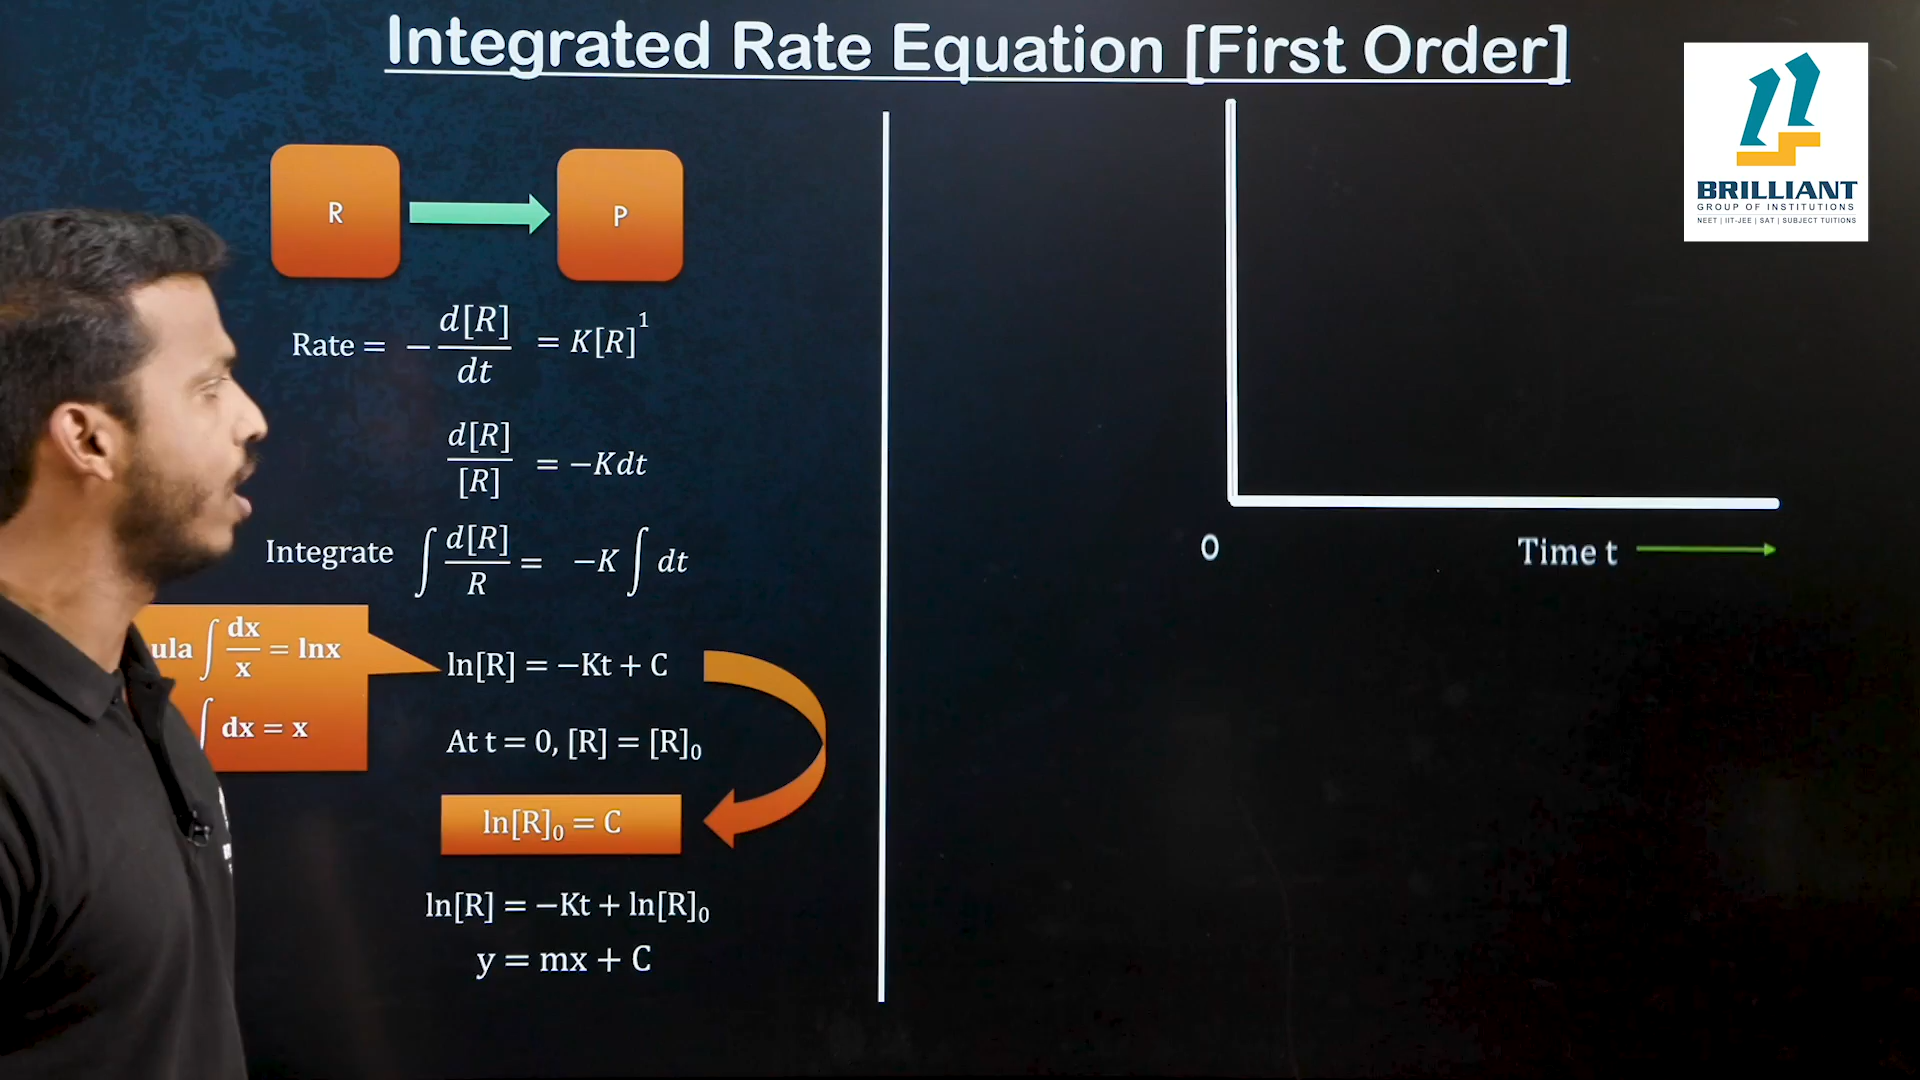 Integrated Rate Equation [First Order]
R
P
Rate = − d[R]/dt = K[R]¹
d[R]/[R] = −Kdt
Integrate ∫ d[R]/R = −K ∫ dt
∫ dx/x = lnx
∫ dx = x
ln[R] = −Kt + C
At t = 0, [R] = [R]₀
ln[R]₀ = C
ln[R] = −Kt + ln[R]₀
y = mx + C
0
Time t
BRILLIANT
GROUP OF INSTITUTIONS
NEET | IIT-JEE | SAT | SUBJECT TUITIONS